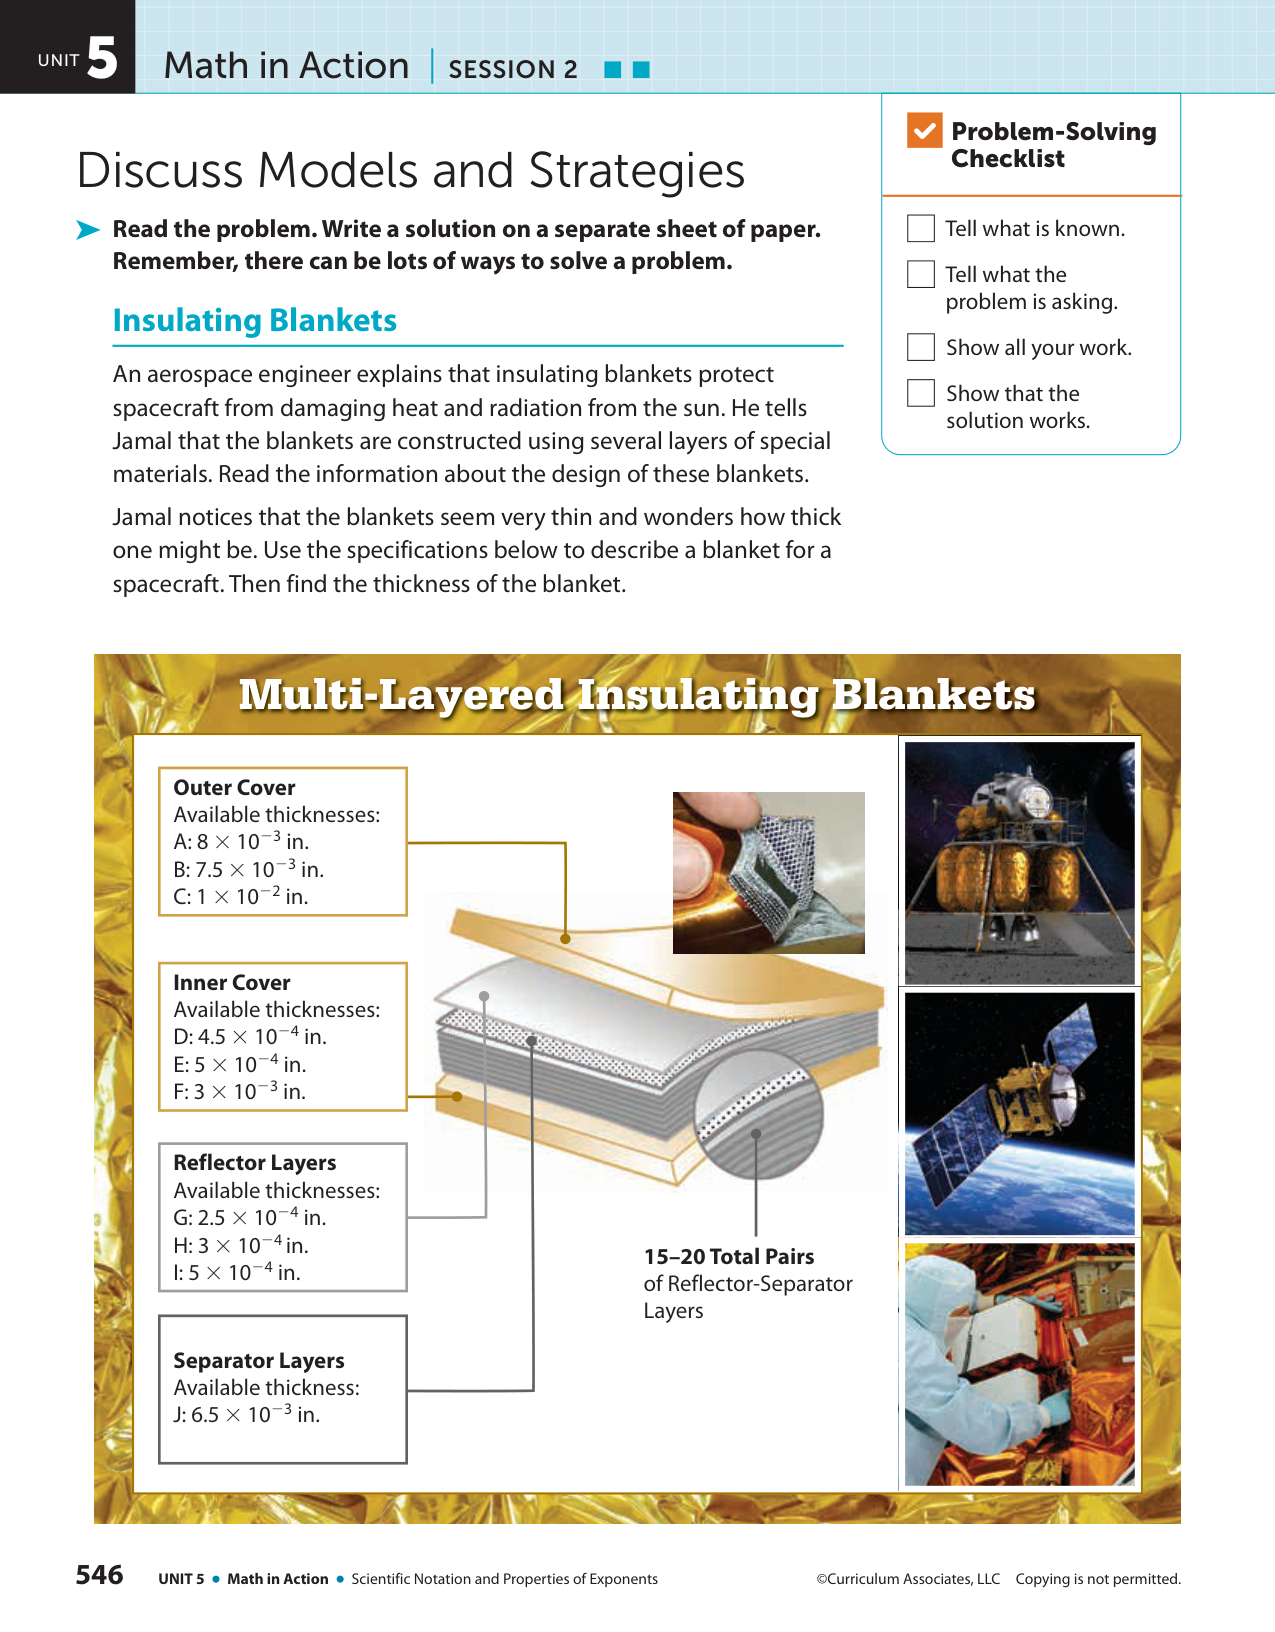 UNIT 5 Math in Action | SESSION 2
Problem-Solving
Checklist
Tell what is known.
Tell what the
problem is asking.
Show all your work.
Show that the
solution works.
Discuss Models and Strategies
Read the problem. Write a solution on a separate sheet of paper.
Remember, there can be lots of ways to solve a problem.
Insulating Blankets
An aerospace engineer explains that insulating blankets protect
spacecraft from damaging heat and radiation from the sun. He tells
Jamal that the blankets are constructed using several layers of special
materials. Read the information about the design of these blankets.
Jamal notices that the blankets seem very thin and wonders how thick
one might be. Use the specifications below to describe a blanket for a
spacecraft. Then find the thickness of the blanket.
Multi-Layered Insulating Blankets
Outer Cover
Available thicknesses:
A: 8 × 10⁻³ in.
B: 7.5 × 10⁻³ in.
C: 1 × 10⁻² in.
Inner Cover
Available thicknesses:
D: 4.5 × 10⁻⁴ in.
E: 5 × 10⁻⁴ in.
F: 3 × 10⁻³ in.
Reflector Layers
Available thicknesses:
G: 2.5 × 10⁻⁴ in.
H: 3 × 10⁻⁴ in.
I: 5 × 10⁻⁴ in.
Separator Layers
Available thickness:
J: 6.5 × 10⁻³ in.
15–20 Total Pairs
of Reflector-Separator
Layers
546 UNIT 5 • Math in Action • Scientific Notation and Properties of Exponents ©Curriculum Associates, LLC Copying is not permitted.